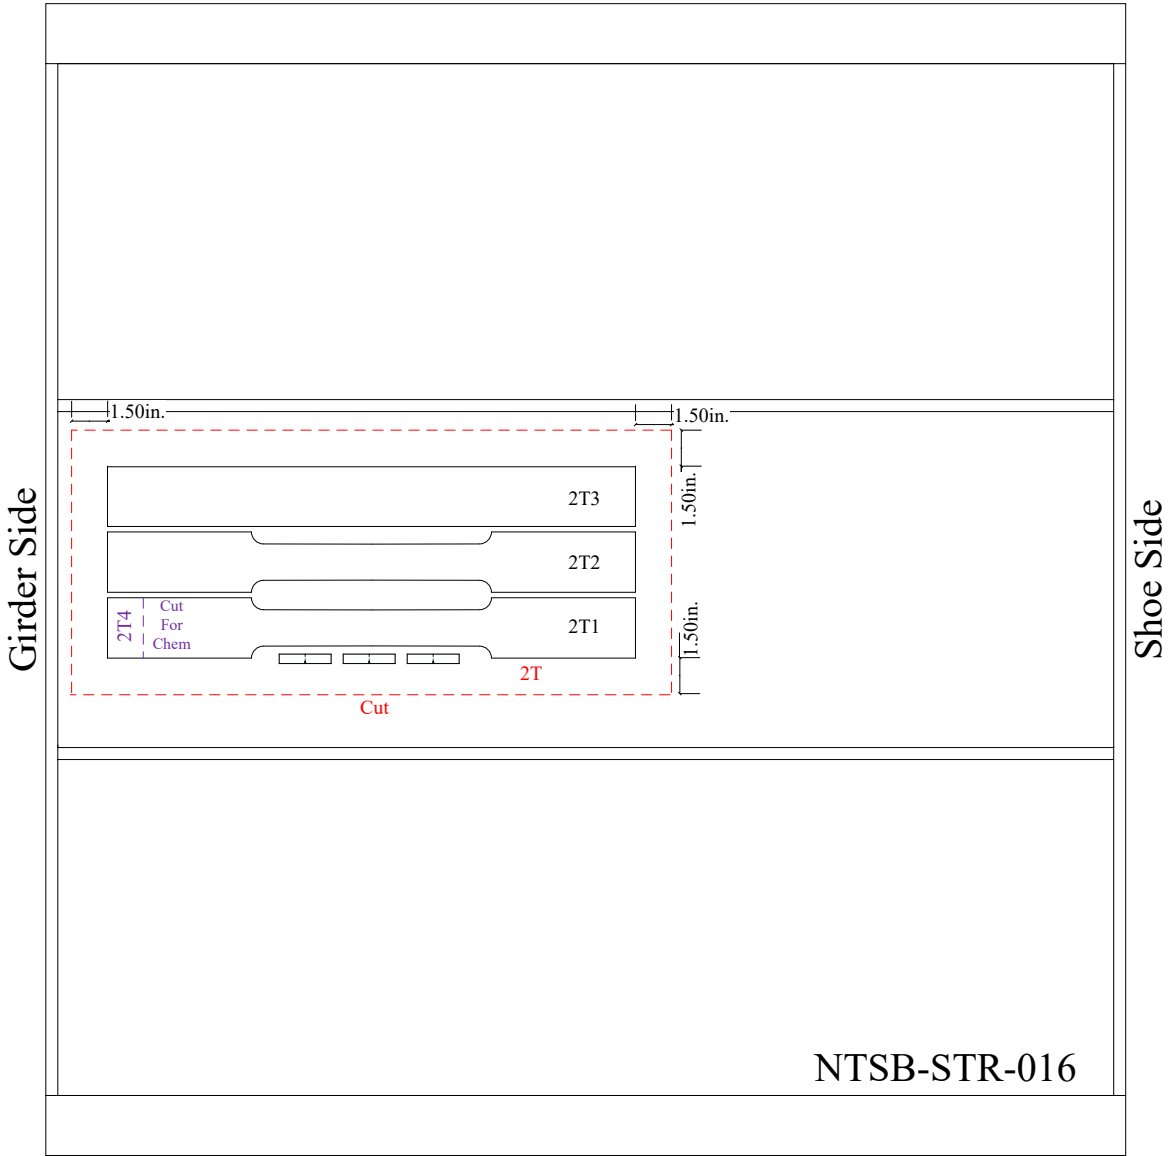 1.50in.
1.50in.
1.50in.
2T3
2T2
2T4
Cut
For
Chem
2T1
1.50in.
2T
Cut
Girder Side
Shoe Side
NTSB-STR-016